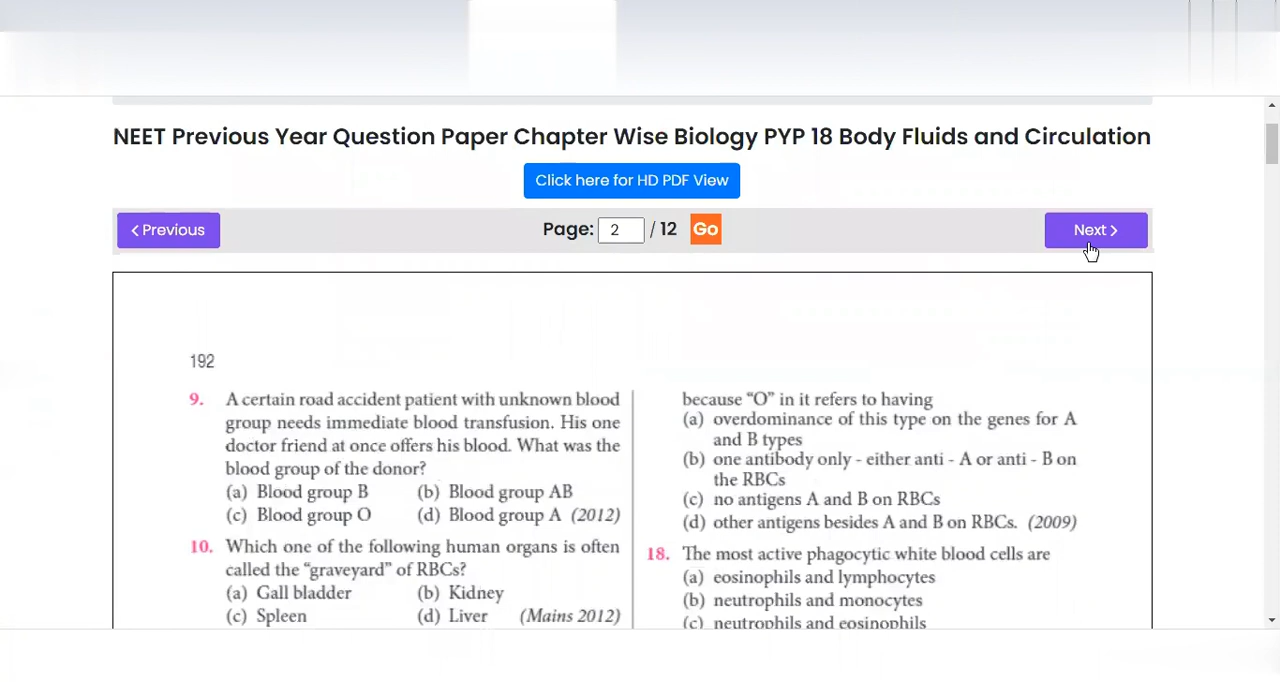 NEET Previous Year Question Paper Chapter Wise Biology PYP 18 Body Fluids and Circulation
Click here for HD PDF View
Previous
Page: 2 / 12 Go
Next
192
9. A certain road accident patient with unknown blood
group needs immediate blood transfusion. His one
doctor friend at once offers his blood. What was the
blood group of the donor?
(a) Blood group B (b) Blood group AB
(c) Blood group O (d) Blood group A (2012)
10. Which one of the following human organs is often
called the “graveyard” of RBCs?
(a) Gall bladder (b) Kidney
(c) Spleen (d) Liver (Mains 2012)
because “O” in it refers to having
(a) overdominance of this type on the genes for A
and B types
(b) one antibody only - either anti - A or anti - B on
the RBCs
(c) no antigens A and B on RBCs
(d) other antigens besides A and B on RBCs. (2009)
18. The most active phagocytic white blood cells are
(a) eosinophils and lymphocytes
(b) neutrophils and monocytes
(c) neutrophils and eosinophils